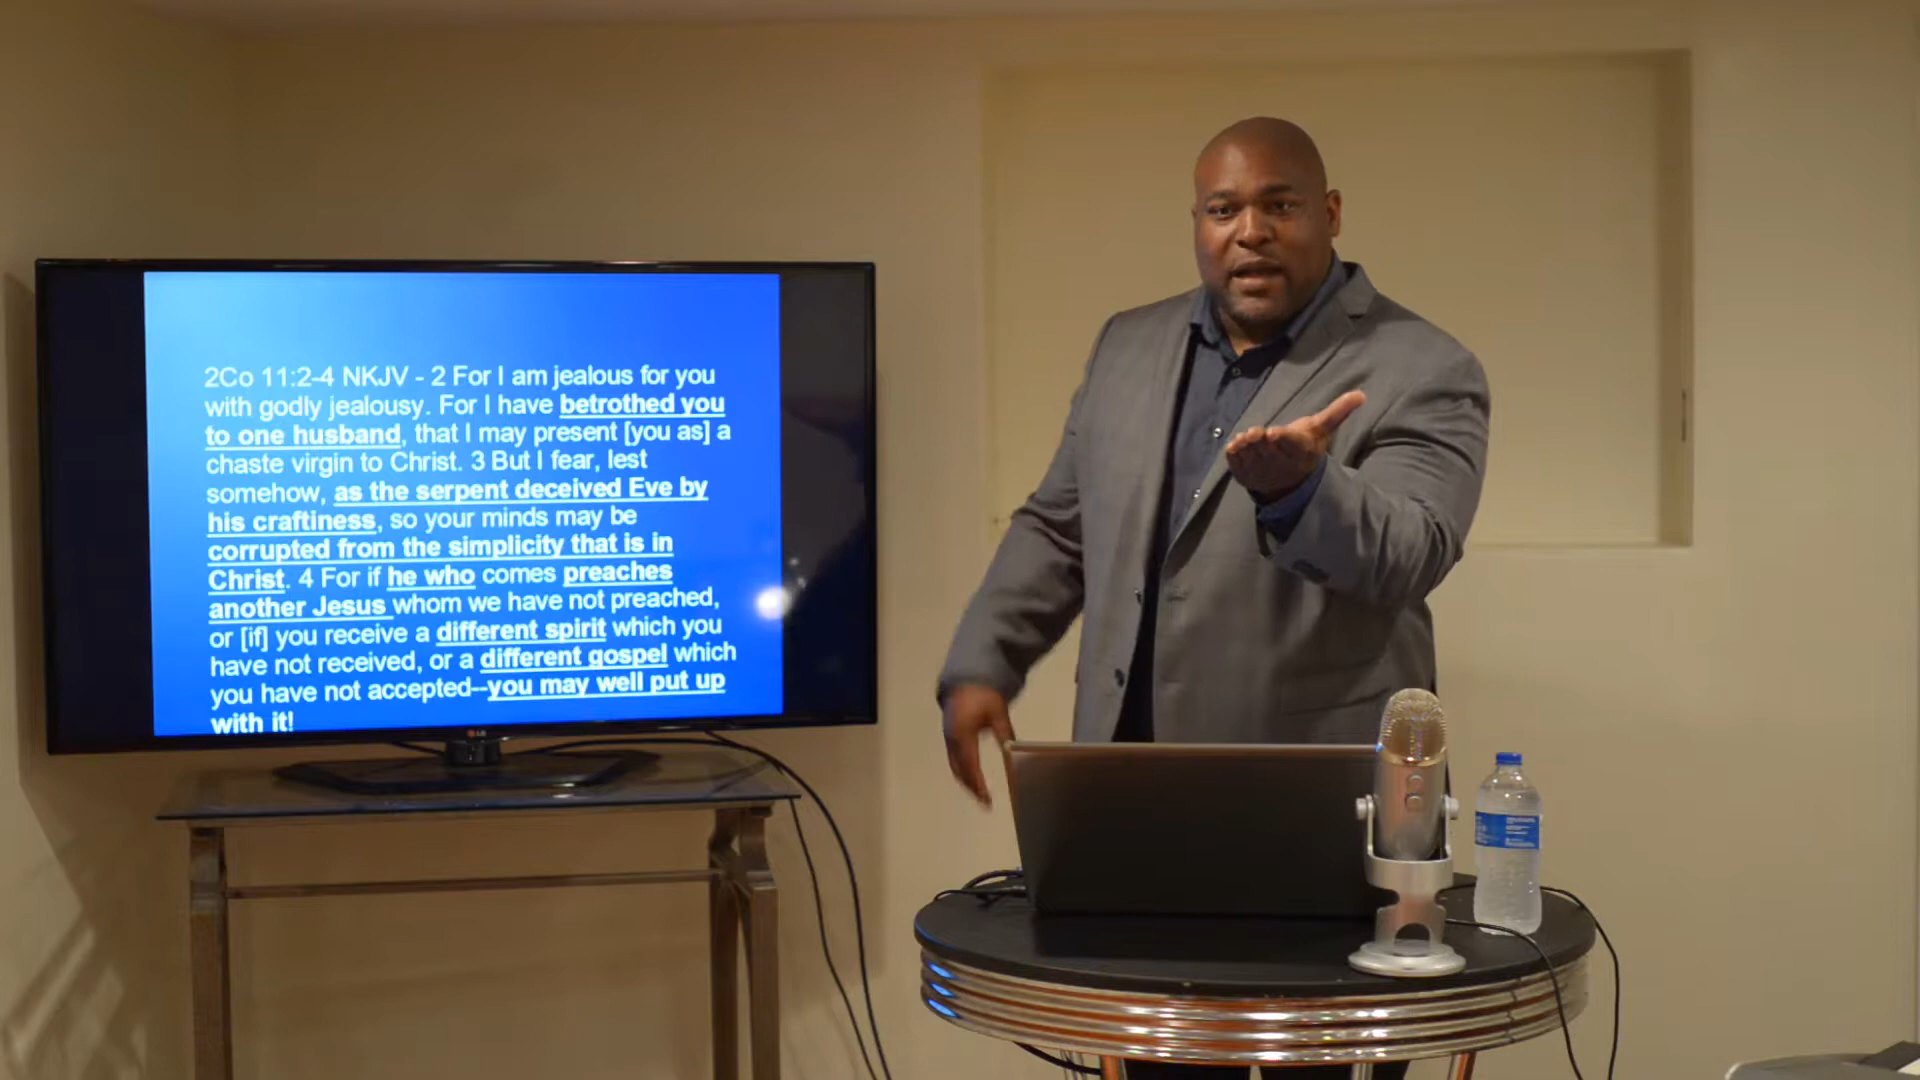 2Co 11:2-4 NKJV - 2 For I am jealous for you
with godly jealousy. For I have betrothed you
to one husband, that I may present [you as] a
chaste virgin to Christ. 3 But I fear, lest
somehow, as the serpent deceived Eve by
his craftiness, so your minds may be
corrupted from the simplicity that is in
Christ. 4 For if he who comes preaches
another Jesus whom we have not preached,
or [if] you receive a different spirit which you
have not received, or a different gospel which
you have not accepted--you may well put up
with it!
LG